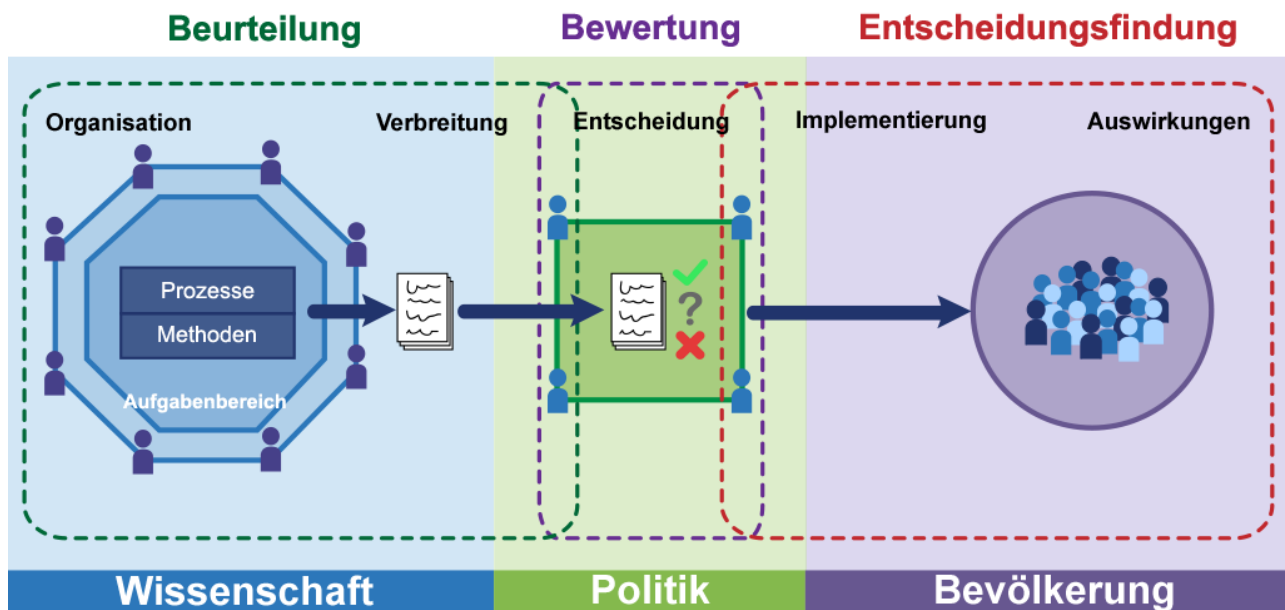 Beurteilung
Bewertung
Entscheidungsfindung
Organisation
Verbreitung
Entscheidung
Implementierung
Auswirkungen
Prozesse
Methoden
Aufgabenbereich
?
Wissenschaft
Politik
Bevölkerung